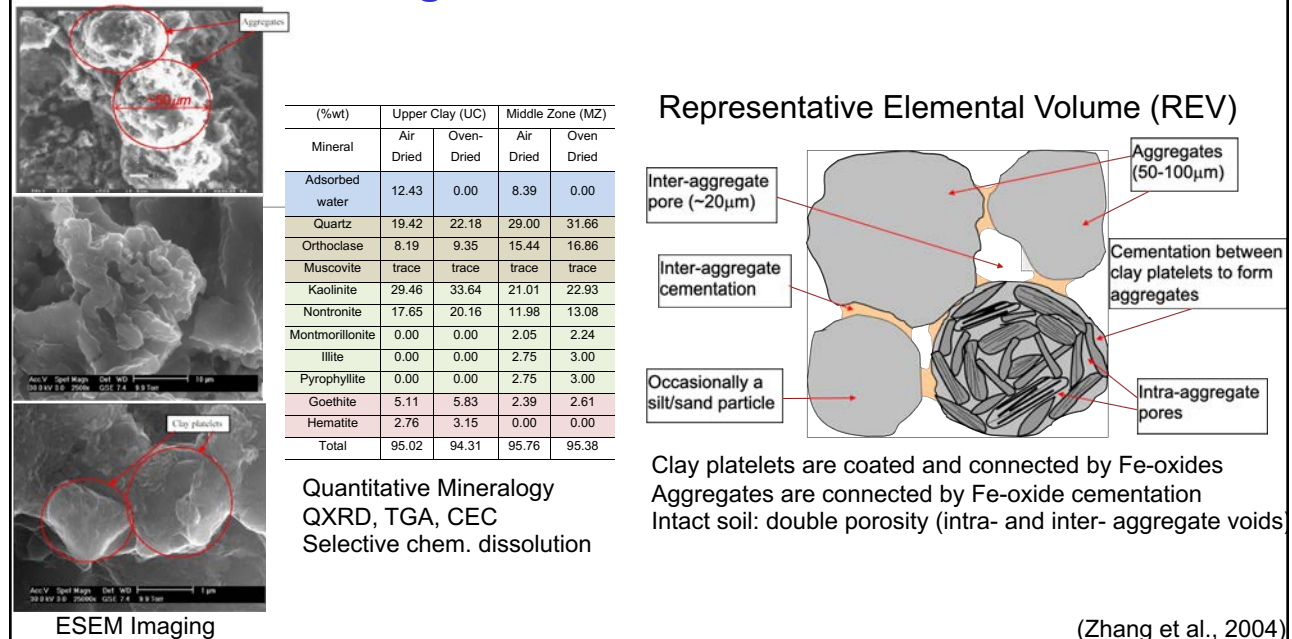 Aggregates
~50μm
10 µm
Clay platelets
1 µm
ESEM Imaging
(%wt) Upper Clay (UC) Middle Zone (MZ)
Mineral Air Dried Oven-Dried Air Dried Oven Dried
Adsorbed water 12.43 0.00 8.39 0.00
Quartz 19.42 22.18 29.00 31.66
Orthoclase 8.19 9.35 15.44 16.86
Muscovite trace trace trace trace
Kaolinite 29.46 33.64 21.01 22.93
Nontronite 17.65 20.16 11.98 13.08
Montmorillonite 0.00 0.00 2.05 2.24
Illite 0.00 0.00 2.75 3.00
Pyrophyllite 0.00 0.00 2.75 3.00
Goethite 5.11 5.83 2.39 2.61
Hematite 2.76 3.15 0.00 0.00
Total 95.02 94.31 95.76 95.38
Quantitative Mineralogy
QXRD, TGA, CEC
Selective chem. dissolution
Representative Elemental Volume (REV)
Inter-aggregate
pore (~20μm)
Inter-aggregate
cementation
Occasionally a
silt/sand particle
Aggregates
(50-100μm)
Cementation between
clay platelets to form
aggregates
Intra-aggregate
pores
Clay platelets are coated and connected by Fe-oxides
Aggregates are connected by Fe-oxide cementation
Intact soil: double porosity (intra- and inter- aggregate voids)
(Zhang et al., 2004)